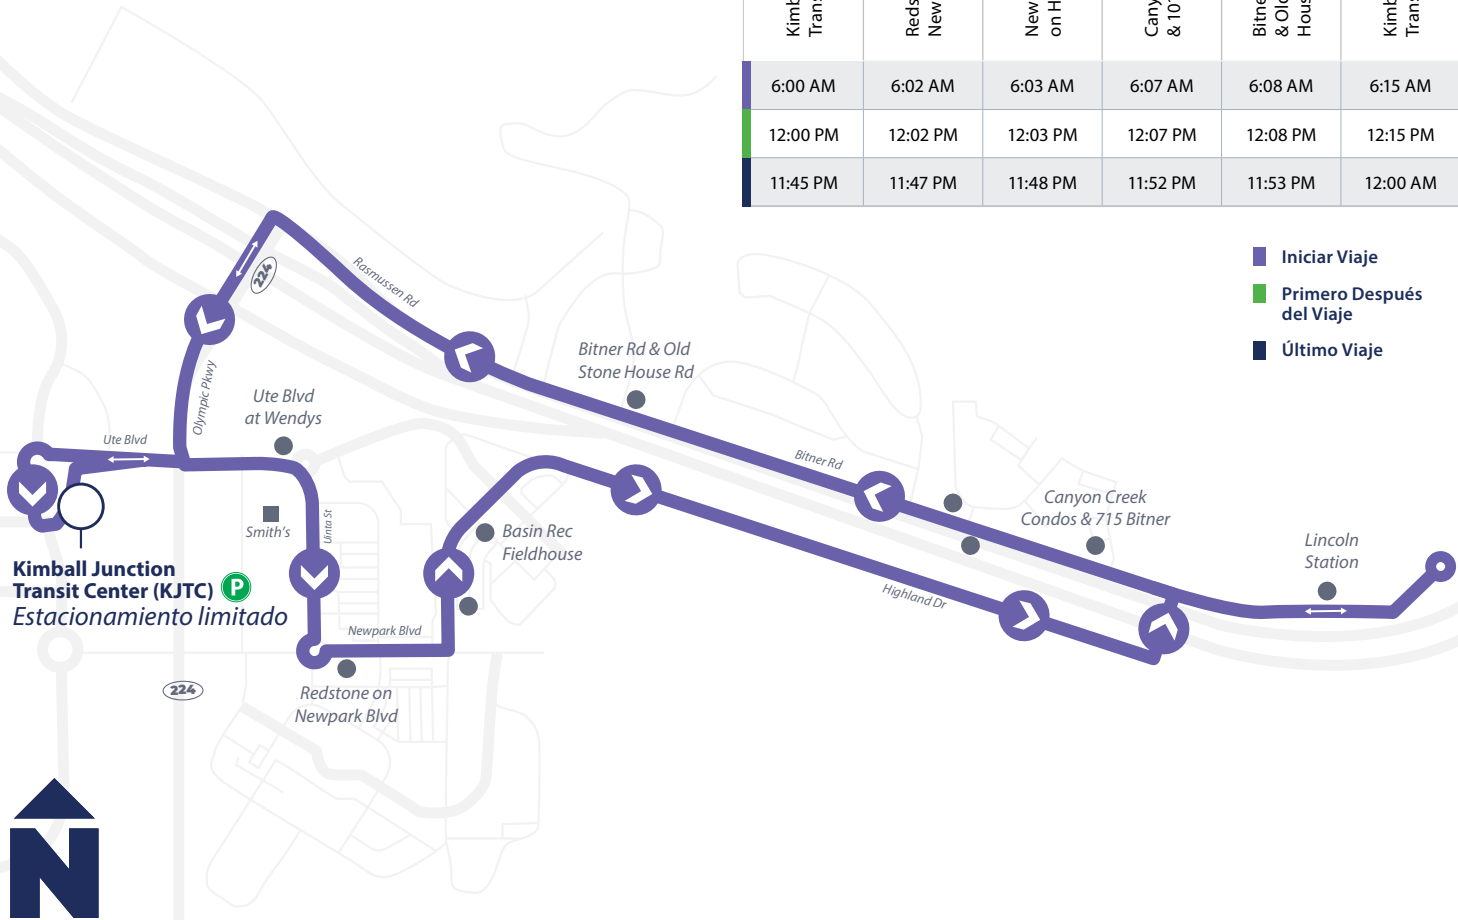 & Old
6:00 AM 6:02 AM 6:03 AM 6:07 AM 6:08 AM 6:15 AM
12:00 PM 12:02 PM 12:03 PM 12:07 PM 12:08 PM 12:15 PM
11:45 PM 11:47 PM 11:48 PM 11:52 PM 11:53 PM 12:00 AM
Iniciar Viaje
Primero Después
del Viaje
Último Viaje
224
Rasmussen Rd
Olympic Pkwy
Bitner Rd & Old
Stone House Rd
Ute Blvd
at Wendys
Ute Blvd
Bitner Rd
Smith's
Uinta St
Basin Rec
Fieldhouse
Canyon Creek
Condos & 715 Bitner
Lincoln
Station
Kimball Junction
Transit Center (KJTC) P
Estacionamiento limitado
Highland Dr
Newpark Blvd
Redstone on
Newpark Blvd
224
N